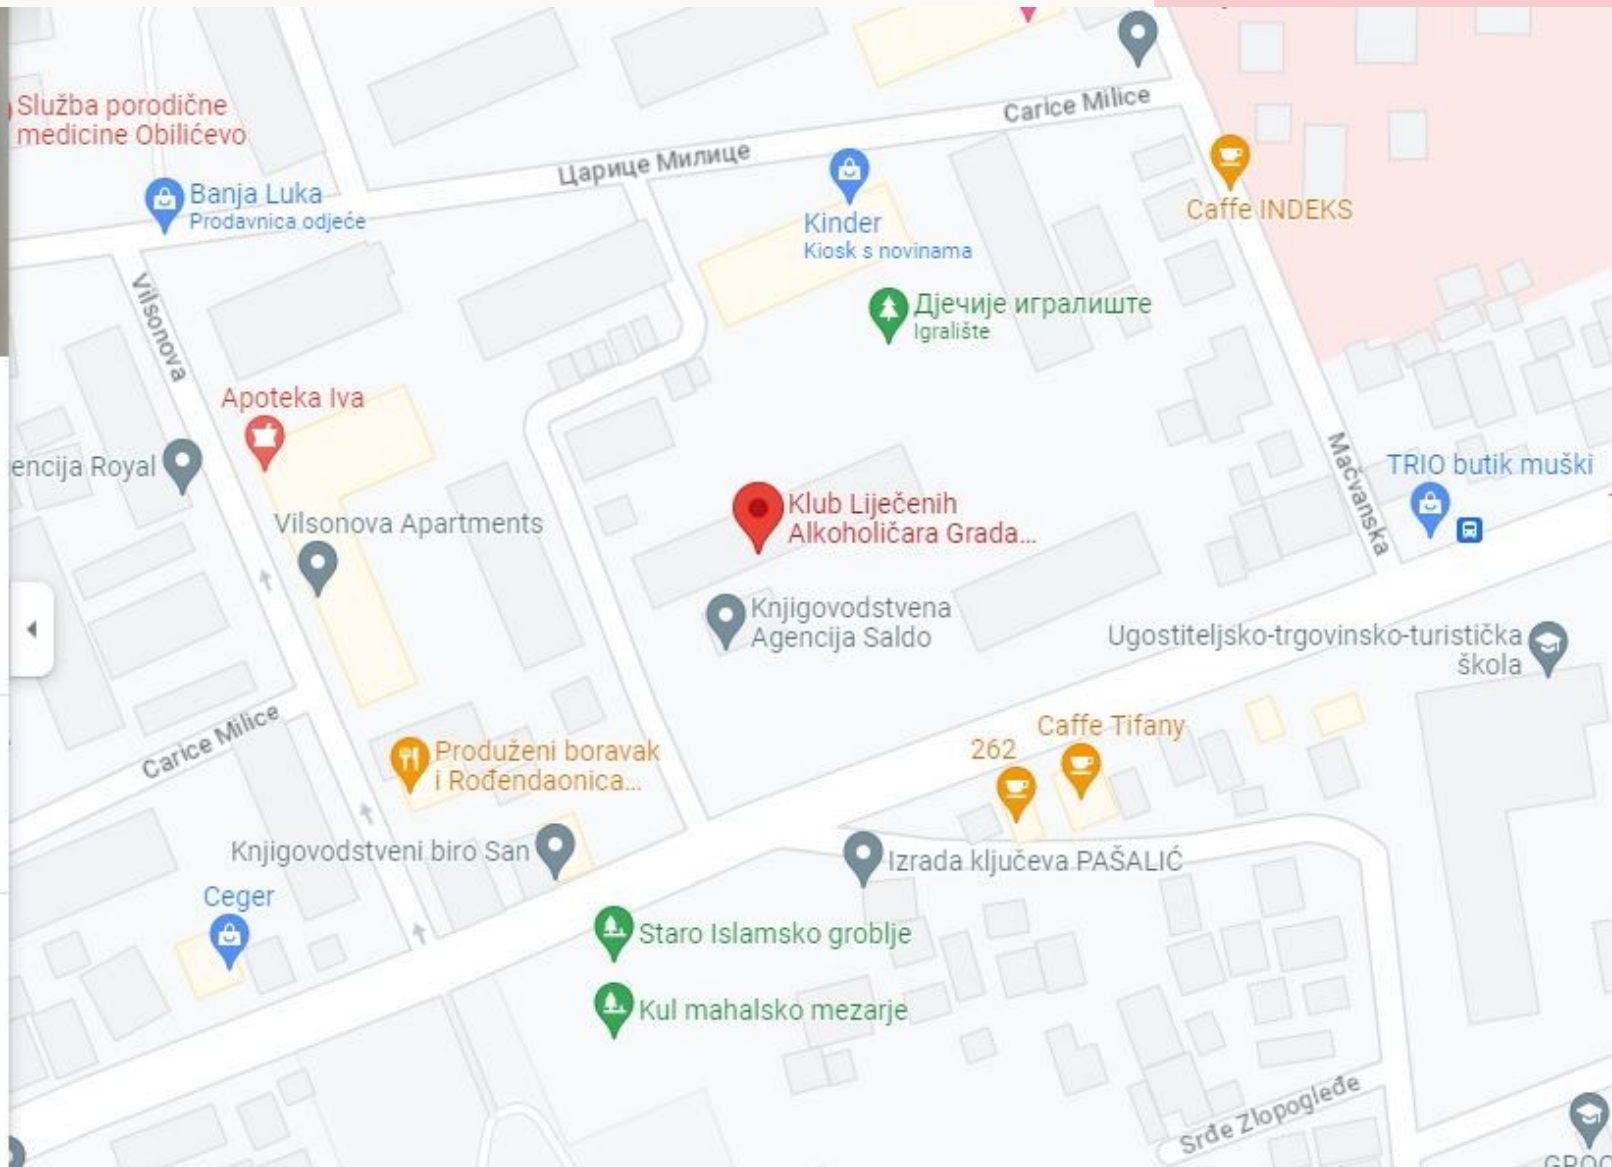 Carice Milice
Služba porodične
medicine Obilićevo
Царице Милице
Banja Luka
Prodavnica odjeće
Kinder
Kiosk s novinama
Caffe INDEKS
Vilsonova
Дјечије игралиште
Igralište
Apoteka Iva
encija Royal
Vilsonova Apartments
Klub Liječenih
Alkoholičara Grada...
Mačvanska
TRIO butik muški
Knjigovodstvena
Agencija Saldo
Ugostiteljsko-trgovinsko-turistička
škola
Carice Milice
Produženi boravak
i Rođendaonica...
262
Caffe Tifany
Knjigovodstveni biro San
Izrada ključeva PAŠALIĆ
Ceger
Staro Islamsko groblje
Kul mahalsko mezarje
Srđe Zlopogleđe